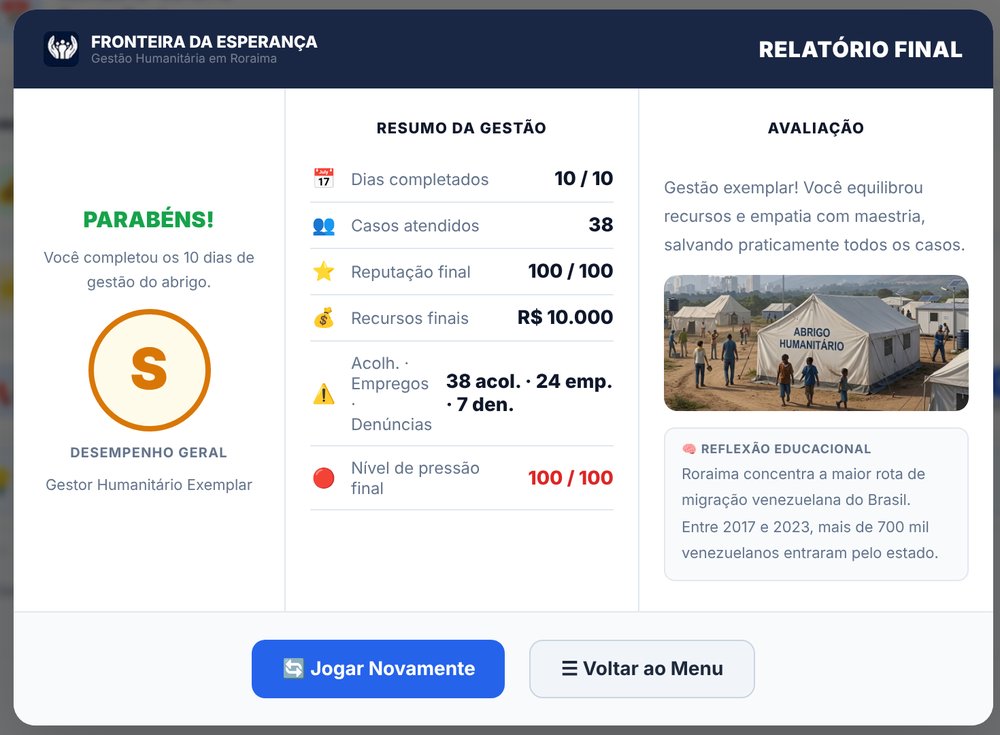 FRONTEIRA DA ESPERANÇA
Gestão Humanitária em Roraima
RELATÓRIO FINAL
PARABÉNS!
Você completou os 10 dias de
gestão do abrigo.
S
DESEMPENHO GERAL
Gestor Humanitário Exemplar
RESUMO DA GESTÃO
July
17
Dias completados 10 / 10
Casos atendidos 38
Reputação final 100 / 100
$
Recursos finais R$ 10.000
Acolh. ·
Empregos
·
Denúncias
38 acol. · 24 emp.
· 7 den.
Nível de pressão
final
100 / 100
AVALIAÇÃO
Gestão exemplar! Você equilibrou
recursos e empatia com maestria,
salvando praticamente todos os casos.
ABRIGO
HUMANITÁRIO
REFLEXÃO EDUCACIONAL
Roraima concentra a maior rota de
migração venezuelana do Brasil.
Entre 2017 e 2023, mais de 700 mil
venezuelanos entraram pelo estado.
Jogar Novamente
Voltar ao Menu